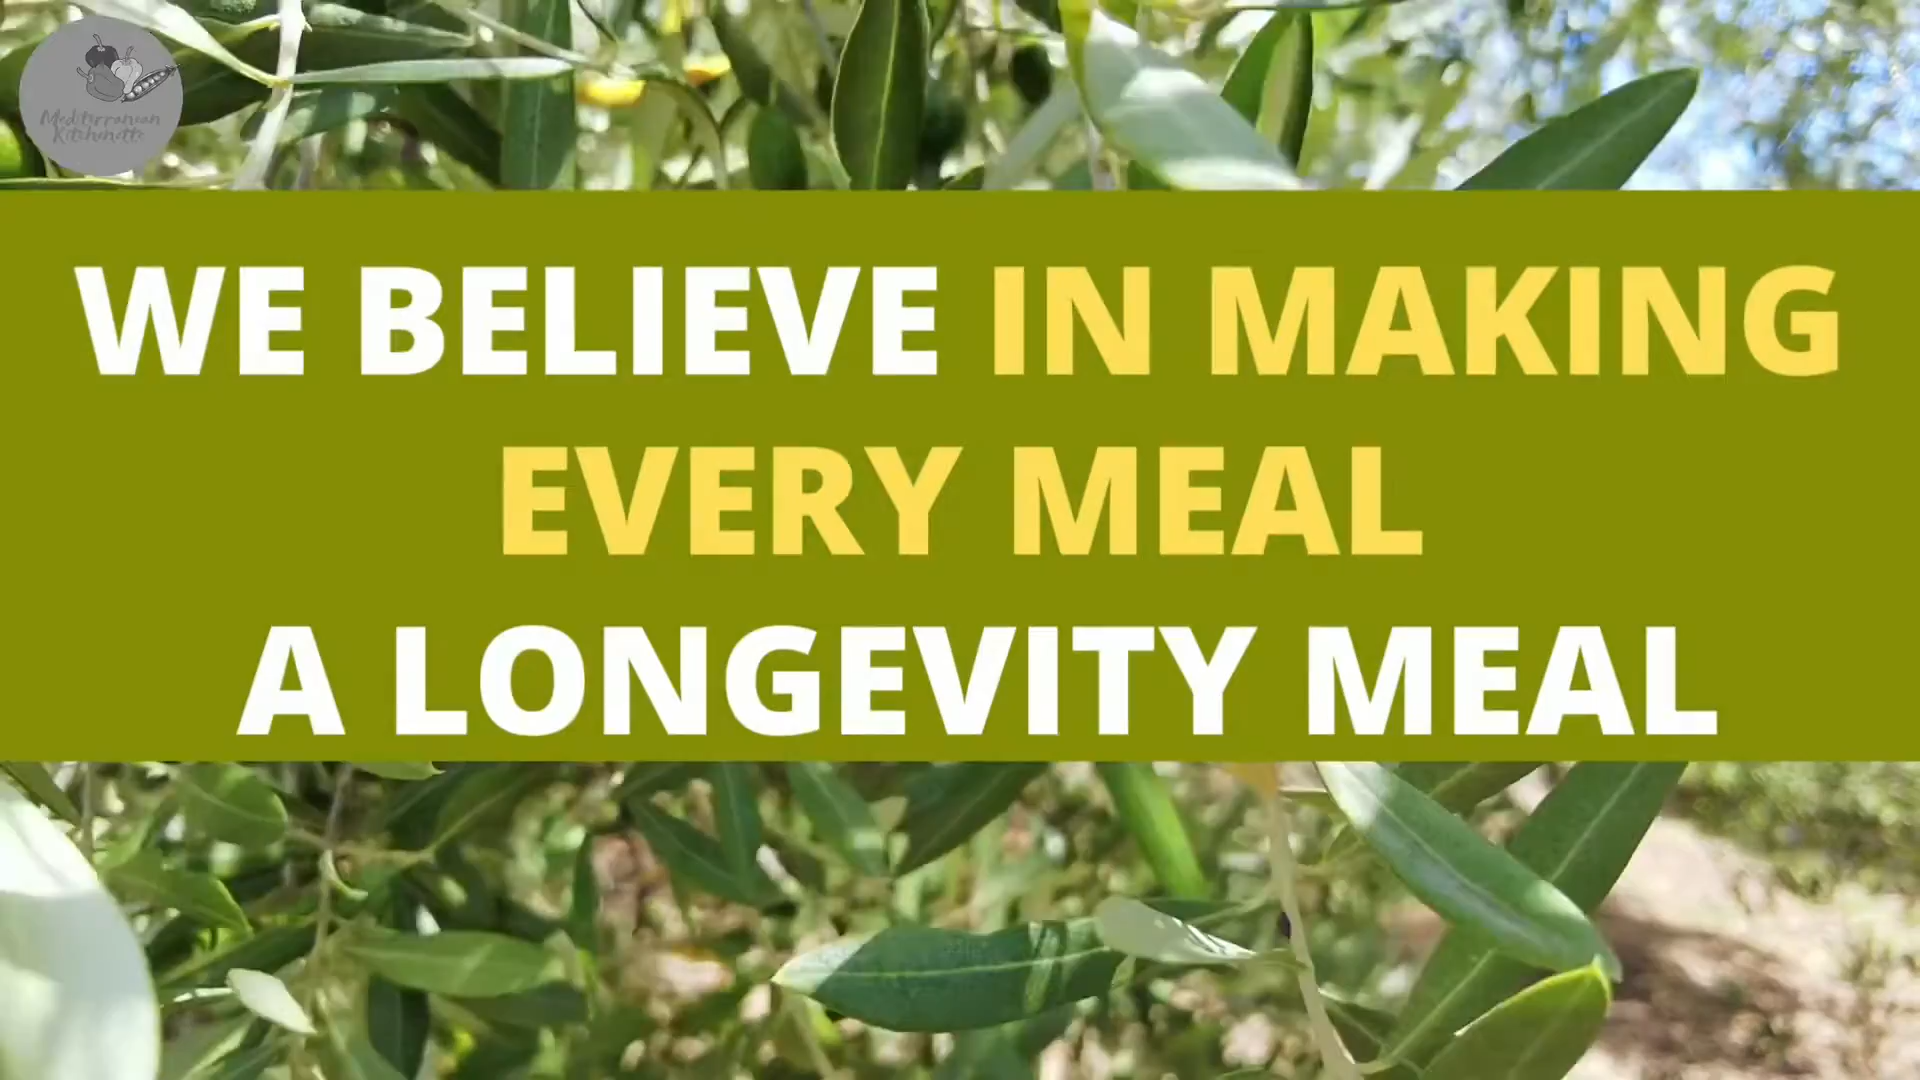 Mediterranean
Kitchenette
WE BELIEVE IN MAKING
EVERY MEAL
A LONGEVITY MEAL